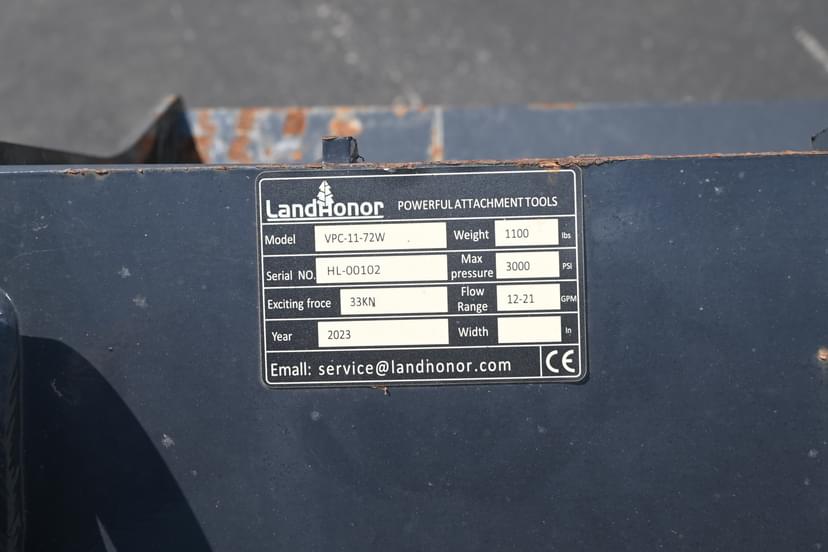 LandHonor POWERFUL ATTACHMENT TOOLS
Model VPC-11-72W Weight 1100 lbs
Serial NO. HL-00102 Max pressure 3000 PSI
Exciting froce 33KN Flow Range 12-21 GPM
Year 2023 Width In
Emall: service@landhonor.com CE